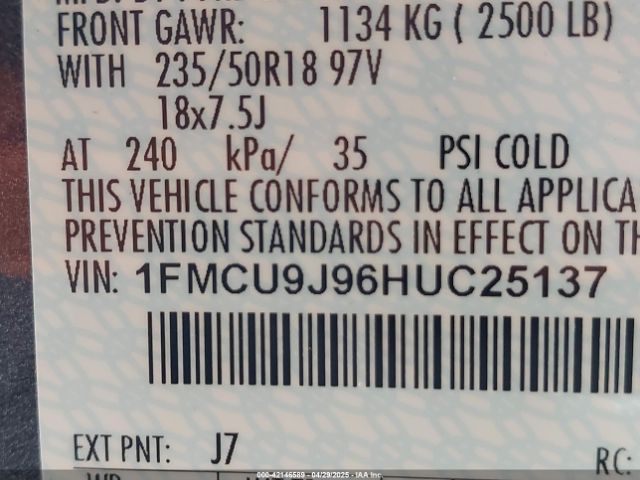 FRONT GAWR: 1134 KG ( 2500 LB)
WITH 235/50R18 97V
18x7.5J
AT 240 kPa/ 35 PSI COLD
THIS VEHICLE CONFORMS TO ALL APPLICA
PREVENTION STANDARDS IN EFFECT ON TH
VIN: 1FMCU9J96HUC25137
EXT PNT: J7 RC:
000-42146589 - 04/29/2025 - IAA Inc.